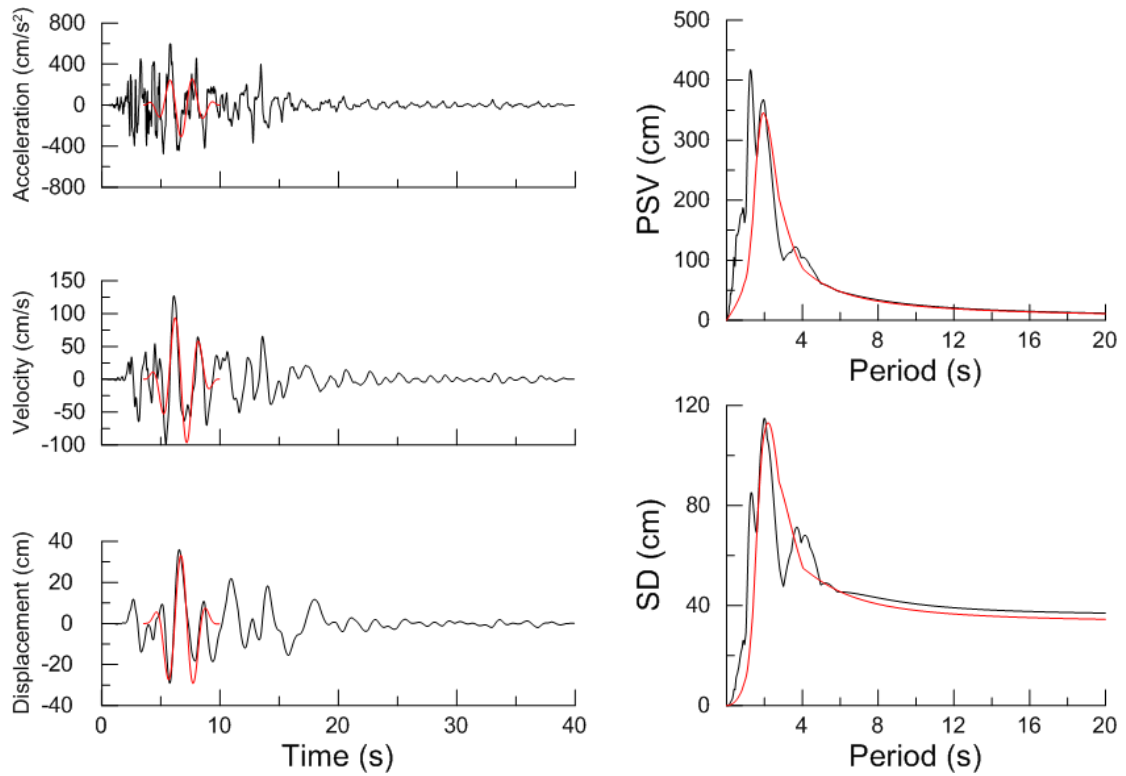 Acceleration (cm/s²)
800
400
0
-400
-800
Velocity (cm/s)
150
100
50
0
-50
-100
Displacement (cm)
40
20
0
-20
-40
0 10 20 30 40
Time (s)
PSV (cm)
500
400
300
200
100
0
4 8 12 16 20
Period (s)
SD (cm)
120
80
40
0
4 8 12 16 20
Period (s)